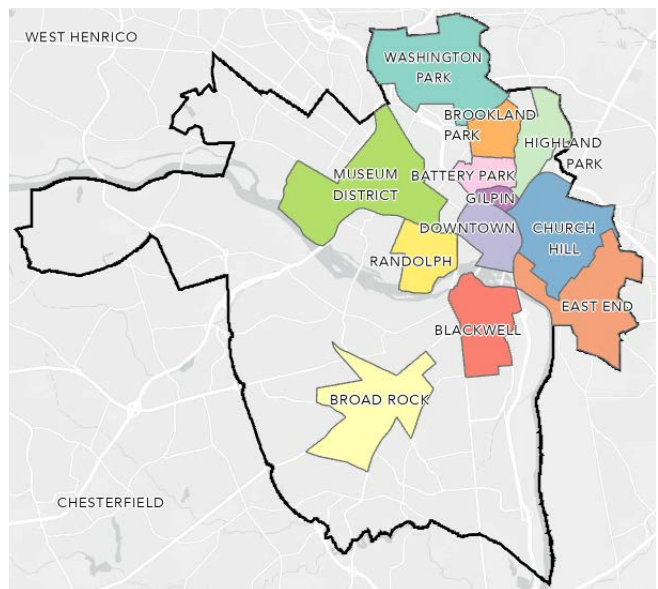 WEST HENRICO
WASHINGTON
PARK
BROOKLAND
PARK
HIGHLAND
PARK
MUSEUM
DISTRICT
BATTERY PARK
GILPIN
DOWNTOWN
CHURCH
HILL
RANDOLPH
EAST END
BLACKWELL
BROAD ROCK
CHESTERFIELD